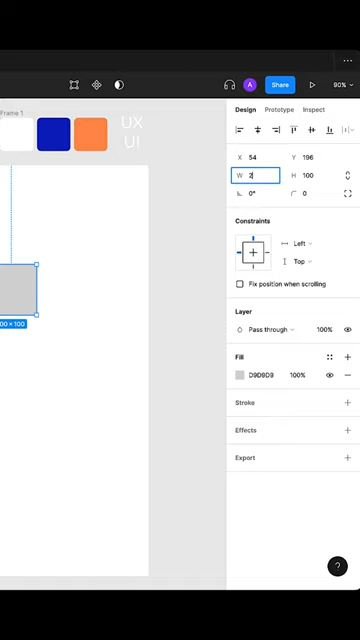 A
Share
90%
Frame 1
UX
UI
Design Prototype Inspect
X 54 Y 196
W 2 H 100
0° 0
Constraints
Left
Top
Fix position when scrolling
Layer
Pass through 100%
Fill
D9D9D9 100%
Stroke
Effects
Export
00 × 100
?